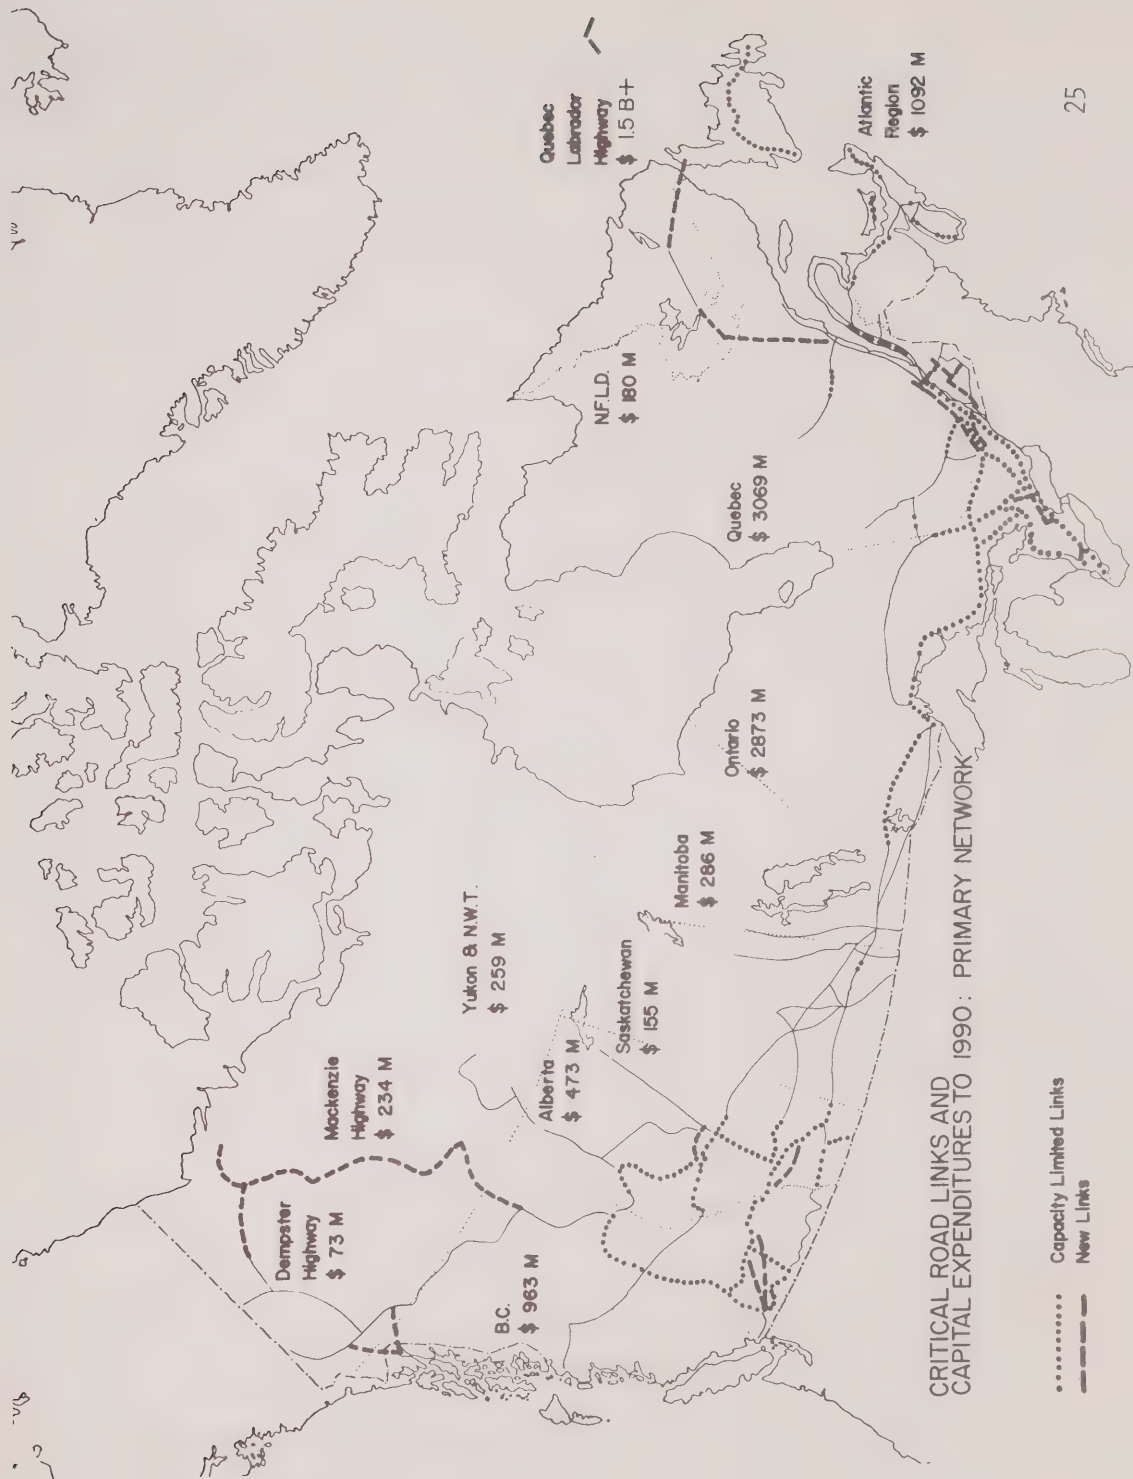 Quebec
Labrador
Highway
$ 1.5 B+
Atlantic
Region
$ 1092 M
N.F.L.D.
$ 180 M
Quebec
$ 3069 M
Ontario
$ 2873 M
Manitoba
$ 286 M
Saskatchewan
$ 155 M
Alberta
$ 473 M
Yukon & N.W.T.
$ 259 M
Mackenzie
Highway
$ 234 M
Dempster
Highway
$ 73 M
B.C.
$ 963 M
CRITICAL ROAD LINKS AND
CAPITAL EXPENDITURES TO 1990: PRIMARY NETWORK
Capacity Limited Links
New Links
25